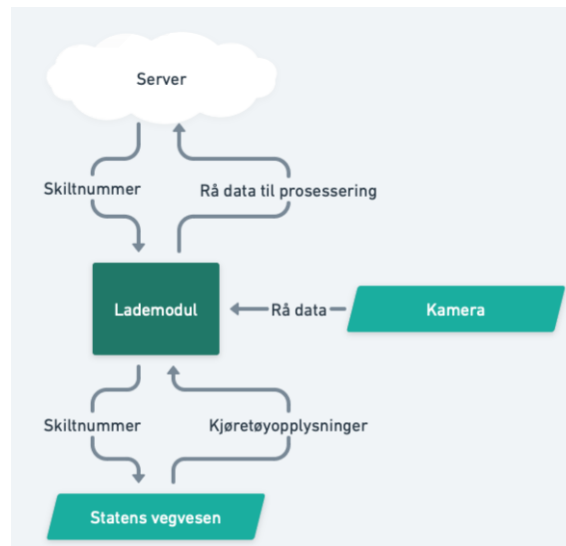 Server
Skiltnummer
Rå data til prosessering
Lademodul
Rå data
Kamera
Skiltnummer
Kjøretøyopplysninger
Statens vegvesen